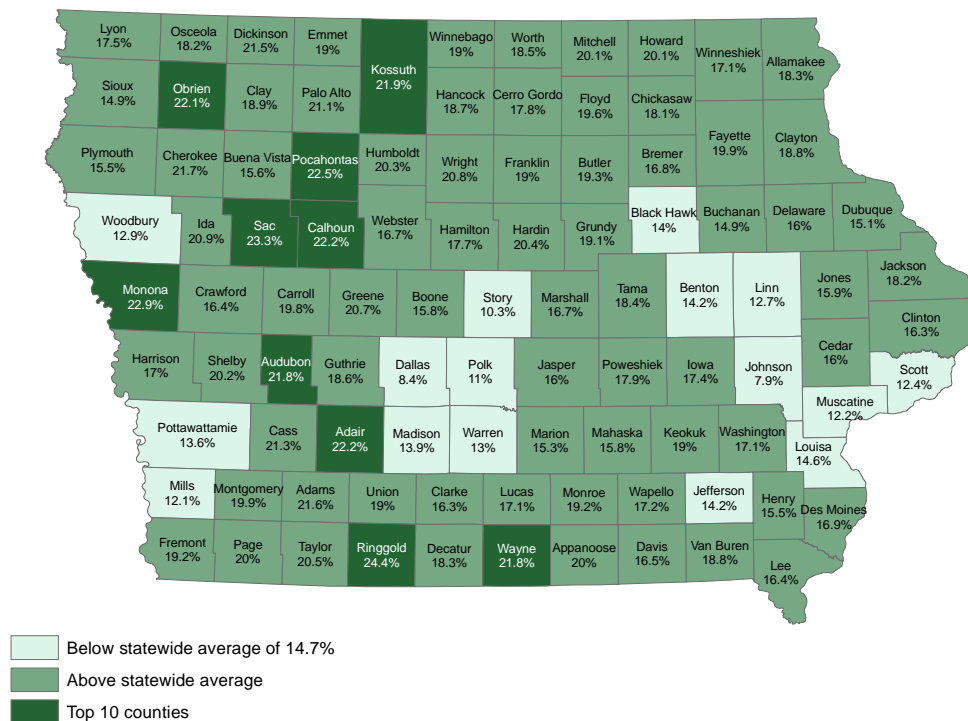 Lyon
17.5%
Osceola
18.2%
Dickinson
21.5%
Emmet
19%
Kossuth
21.9%
Winnebago
19%
Worth
18.5%
Mitchell
20.1%
Howard
20.1%
Winneshiek
17.1%
Allamakee
18.3%
Sioux
14.9%
Obrien
22.1%
Clay
18.9%
Palo Alto
21.1%
Hancock
18.7%
Cerro Gordo
17.8%
Floyd
19.6%
Chickasaw
18.1%
Plymouth
15.5%
Cherokee
21.7%
Buena Vista
15.6%
Pocahontas
22.5%
Humboldt
20.3%
Wright
20.8%
Franklin
19%
Butler
19.3%
Bremer
16.8%
Fayette
19.9%
Clayton
18.8%
Woodbury
12.9%
Ida
20.9%
Sac
23.3%
Calhoun
22.2%
Webster
16.7%
Hamilton
17.7%
Hardin
20.4%
Grundy
19.1%
Black Hawk
14%
Buchanan
14.9%
Delaware
16%
Dubuque
15.1%
Monona
22.9%
Crawford
16.4%
Carroll
19.8%
Greene
20.7%
Boone
15.8%
Story
10.3%
Marshall
16.7%
Tama
18.4%
Benton
14.2%
Linn
12.7%
Jones
15.9%
Jackson
18.2%
Clinton
16.3%
Harrison
17%
Shelby
20.2%
Audubon
21.8%
Guthrie
18.6%
Dallas
8.4%
Polk
11%
Jasper
16%
Poweshiek
17.9%
Iowa
17.4%
Johnson
7.9%
Cedar
16%
Scott
12.4%
Muscatine
12.2%
Pottawattamie
13.6%
Cass
21.3%
Adair
22.2%
Madison
13.9%
Warren
13%
Marion
15.3%
Mahaska
15.8%
Keokuk
19%
Washington
17.1%
Louisa
14.6%
Mills
12.1%
Montgomery
19.9%
Adams
21.6%
Union
19%
Clarke
16.3%
Lucas
17.1%
Monroe
19.2%
Wapello
17.2%
Jefferson
14.2%
Henry
15.5%
Des Moines
16.9%
Fremont
19.2%
Page
20%
Taylor
20.5%
Ringgold
24.4%
Decatur
18.3%
Wayne
21.8%
Appanoose
20%
Davis
16.5%
Van Buren
18.8%
Lee
16.4%
Below statewide average of 14.7%
Above statewide average
Top 10 counties